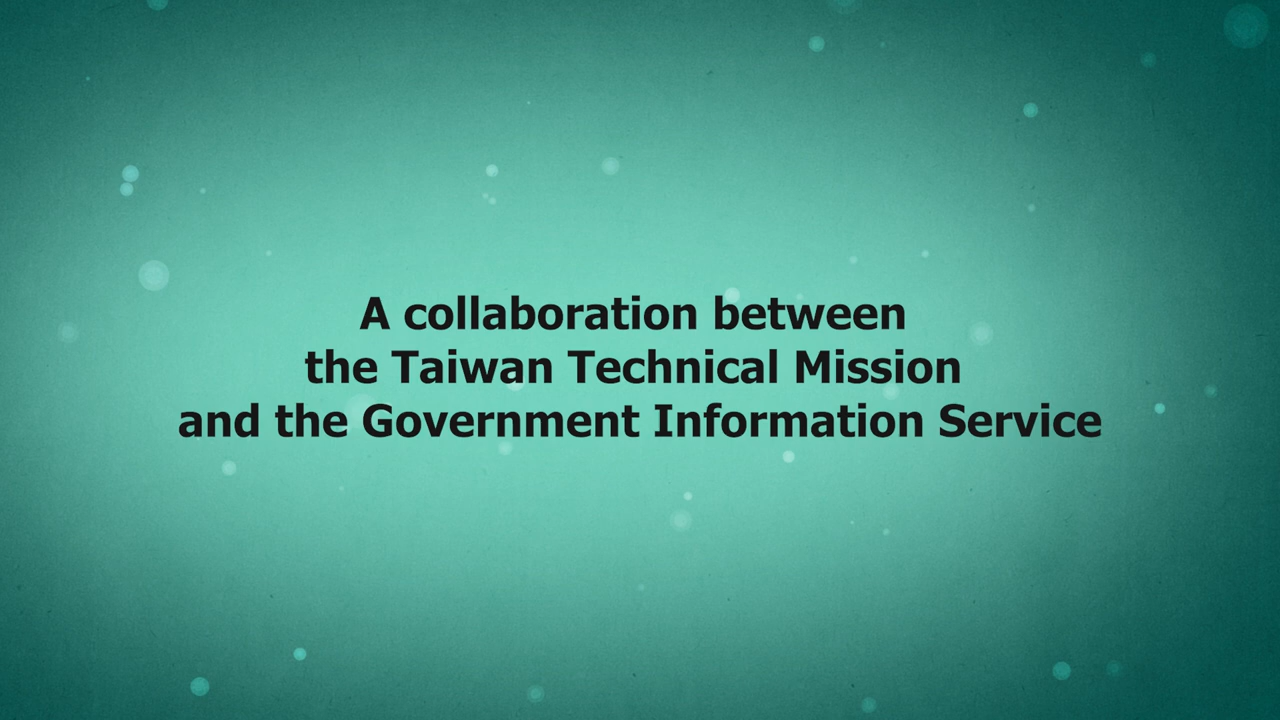 A collaboration between
the Taiwan Technical Mission
and the Government Information Service